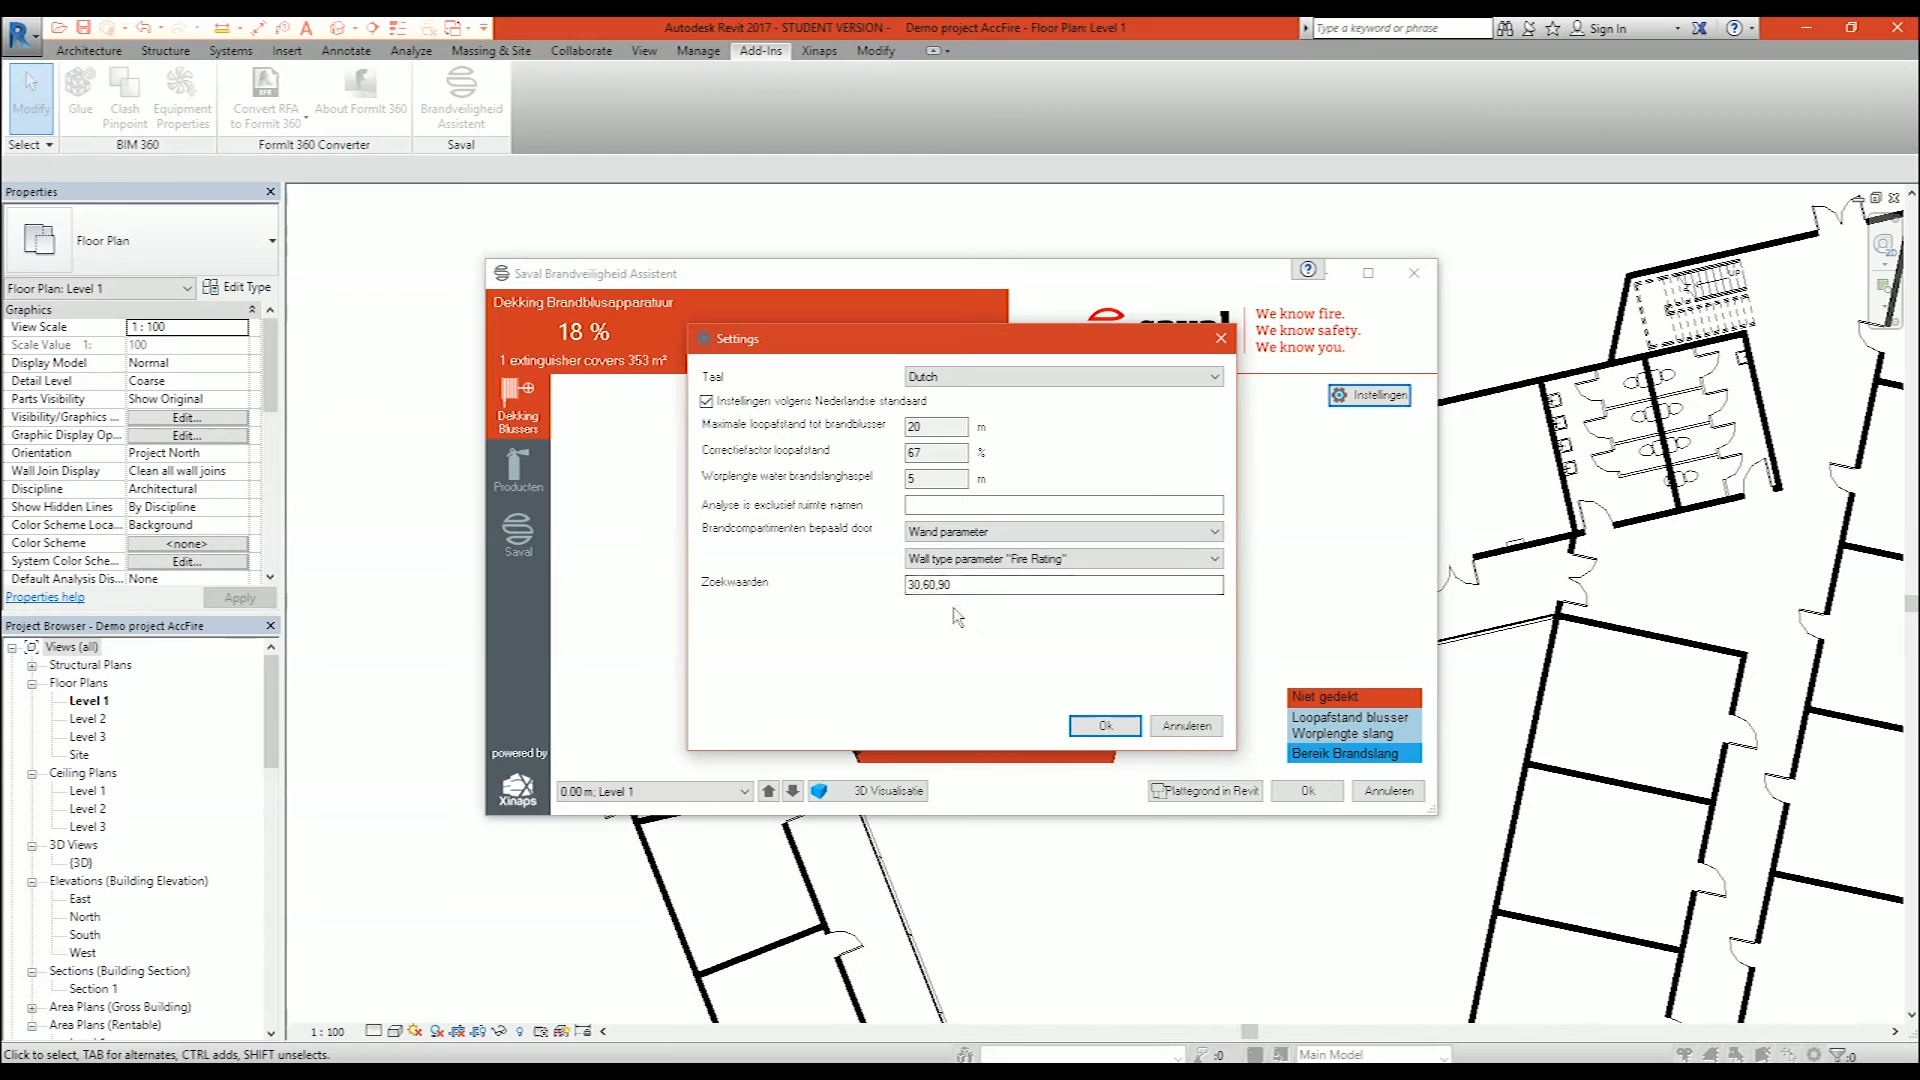 Autodesk Revit 2017 - STUDENT VERSION - Demo project AccFire - Floor Plan: Level 1
Type a keyword or phrase
Sign In
Architecture Structure Systems Insert Annotate Analyze Massing & Site Collaborate View Manage Add-Ins Xinaps Modify
Modify
Glue
Clash Pinpoint
Equipment Properties
Convert RFA to FormIt 360
About FormIt 360
Brandveiligheid Assistent
Select
BIM 360
FormIt 360 Converter
Saval
Properties
Floor Plan
Floor Plan: Level 1
Edit Type
Graphics
View Scale 1 : 100
Scale Value 1: 100
Display Model Normal
Detail Level Coarse
Parts Visibility Show Original
Visibility/Graphics ... Edit...
Graphic Display Op... Edit...
Orientation Project North
Wall Join Display Clean all wall joins
Discipline Architectural
Show Hidden Lines By Discipline
Color Scheme Loca... Background
Color Scheme <none>
System Color Sche... Edit...
Default Analysis Dis... None
Properties help
Apply
Project Browser - Demo project AccFire
Views (all)
Structural Plans
Floor Plans
Level 1
Level 2
Level 3
Site
Ceiling Plans
Level 1
Level 2
Level 3
3D Views
{3D}
Elevations (Building Elevation)
East
North
South
West
Sections (Building Section)
Section 1
Area Plans (Gross Building)
Area Plans (Rentable)
Saval Brandveiligheid Assistent
Dekking Brandblusapparatuur
18 %
1 extinguisher covers 353 m²
saval
We know fire.
We know safety.
We know you.
Instellingen
Dekking Blussers
Producten
Saval
powered by
Xinaps
Settings
Taal Dutch
Instellingen volgens Nederlandse standaard
Maximale loopafstand tot brandblusser 20 m
Correctiefactor loopafstand 67 %
Worplengte water brandslanghaspel 5 m
Analyse is exclusief ruimte namen
Brandcompartimenten bepaald door Wand parameter
Wall type parameter "Fire Rating"
Zoekwaarden 30,60,90
Ok Annuleren
Niet gedekt
Loopafstand blusser
Worplengte slang
Bereik Brandslang
0.00 m; Level 1
3D Visualisatie
Plattegrond in Revit
Ok
Annuleren
UP
2D
1 : 100
Click to select, TAB for alternates, CTRL adds, SHIFT unselects.
:0
Main Model
:0